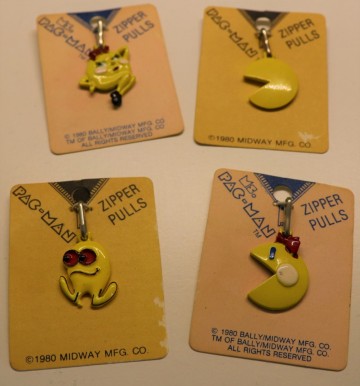 Ms.
PAC-MAN
ZIPPER
PULLS
© 1980 BALLY/MIDWAY MFG. CO.
TM OF BALLY/MIDWAY MFG. CO.
ALL RIGHTS RESERVED
PAC-MAN
ZIPPER
PULLS
© 1980 MIDWAY MFG. CO.
PAC-MAN
ZIPPER
PULLS
© 1980 MIDWAY MFG. CO.
Ms.
PAC-MAN
ZIPPER
PULLS
© 1980 BALLY/MIDWAY MFG. CO.
TM OF BALLY/MIDWAY MFG. CO.
ALL RIGHTS RESERVED